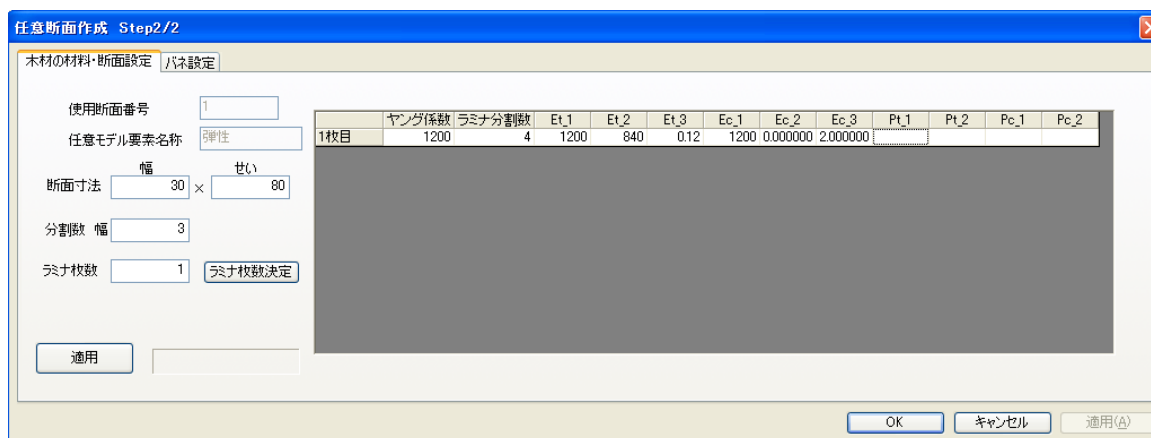 任意断面作成 Step2/2
木材の材料・断面設定 バネ設定
使用断面番号 1
任意モデル要素名称 弾性
幅 せい
断面寸法 30 × 80
分割数 幅 3
ラミナ枚数 1 ラミナ枚数決定
適用
ヤング係数 ラミナ分割数 Et_1 Et_2 Et_3 Ec_1 Ec_2 Ec_3 Pt_1 Pt_2 Pc_1 Pc_2
1枚目 1200 4 1200 840 0.12 1200 0.000000 2.000000
OK キャンセル 適用(A)